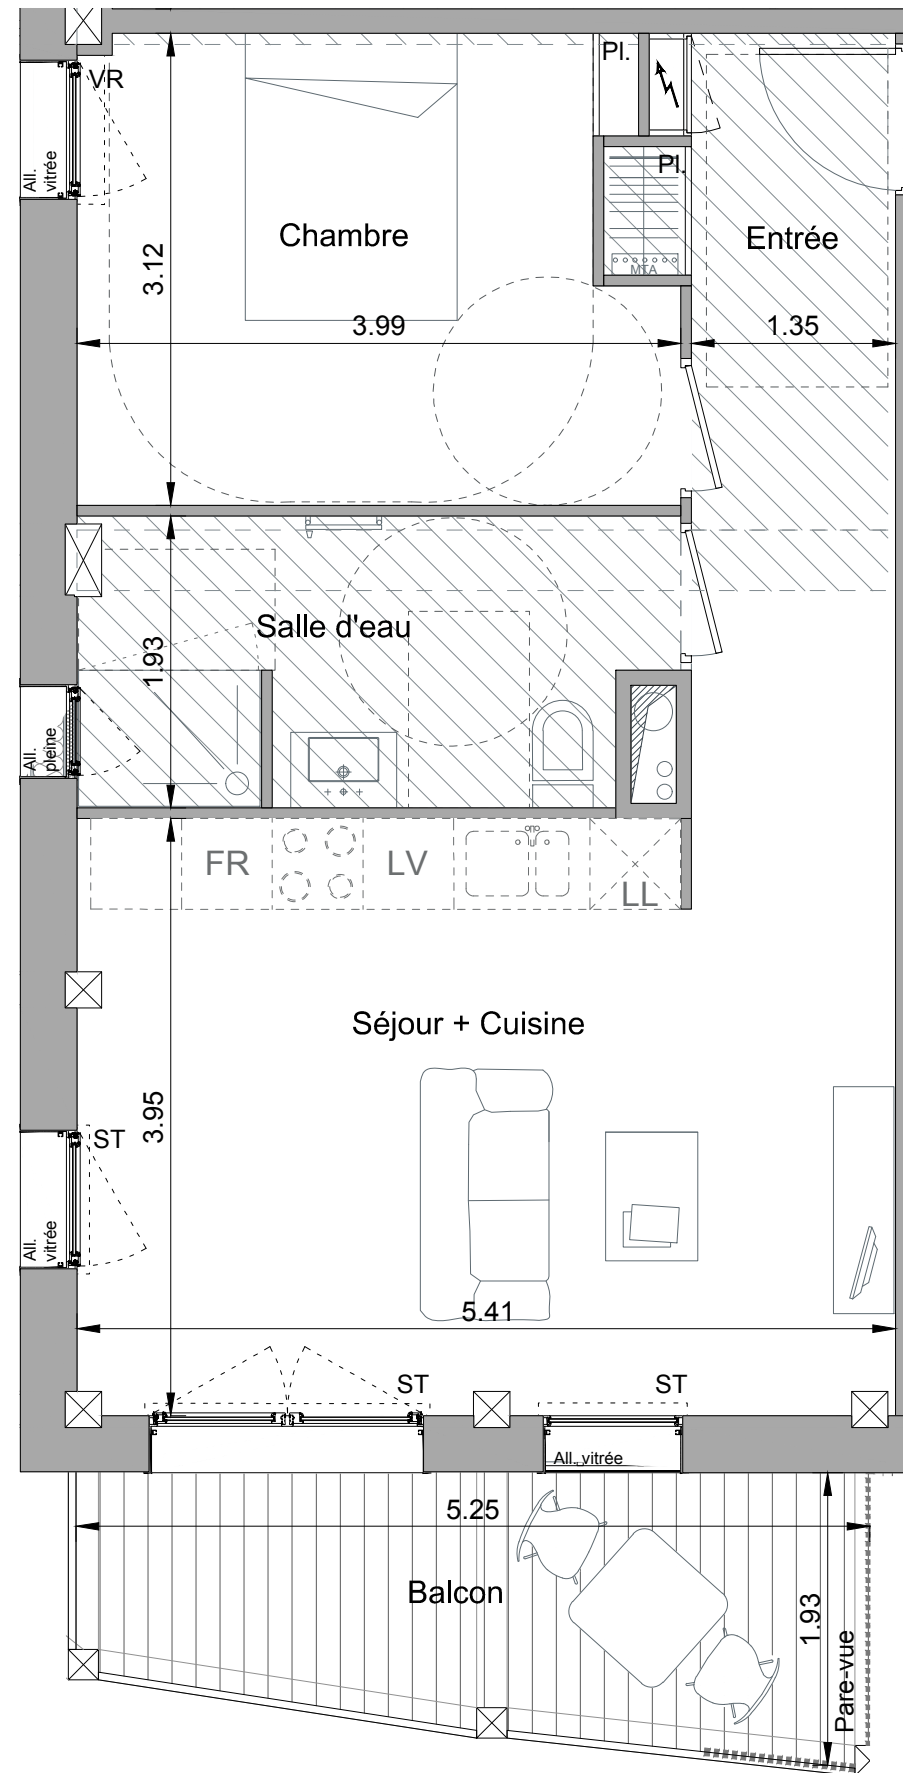 VR
Pl.
All.
vitrée
Pl.
Chambre
Entrée
3.12
MTA
3.99
1.35
Salle d'eau
1.93
All.
pleine
FR
LV
LL
Séjour + Cuisine
3.95
ST
All.
vitrée
5.41
ST
ST
All. vitrée
5.25
Balcon
1.93
Pare-vue